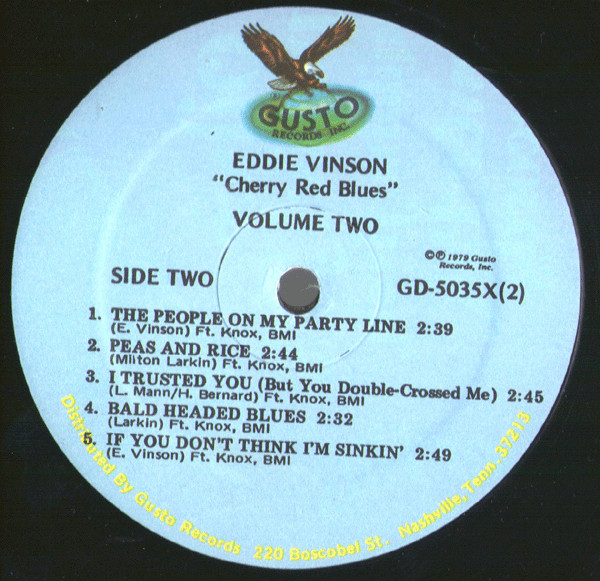 GUSTO
RECORDS INC.
EDDIE VINSON
"Cherry Red Blues"
VOLUME TWO
©℗ 1979 Gusto
Records, Inc.
SIDE TWO
GD-5035X(2)
1. THE PEOPLE ON MY PARTY LINE 2:39
(E. Vinson) Ft. Knox, BMI
2. PEAS AND RICE 2:44
(Milton Larkin) Ft. Knox, BMI
3. I TRUSTED YOU (But You Double-Crossed Me) 2:45
(L. Mann/H. Bernard) Ft. Knox, BMI
4. BALD HEADED BLUES 2:32
(Larkin) Ft. Knox, BMI
5. IF YOU DON'T THINK I'M SINKIN' 2:49
(E. Vinson) Ft. Knox, BMI
Distributed By Gusto Records 220 Boscobel St. Nashville, Tenn. 37213